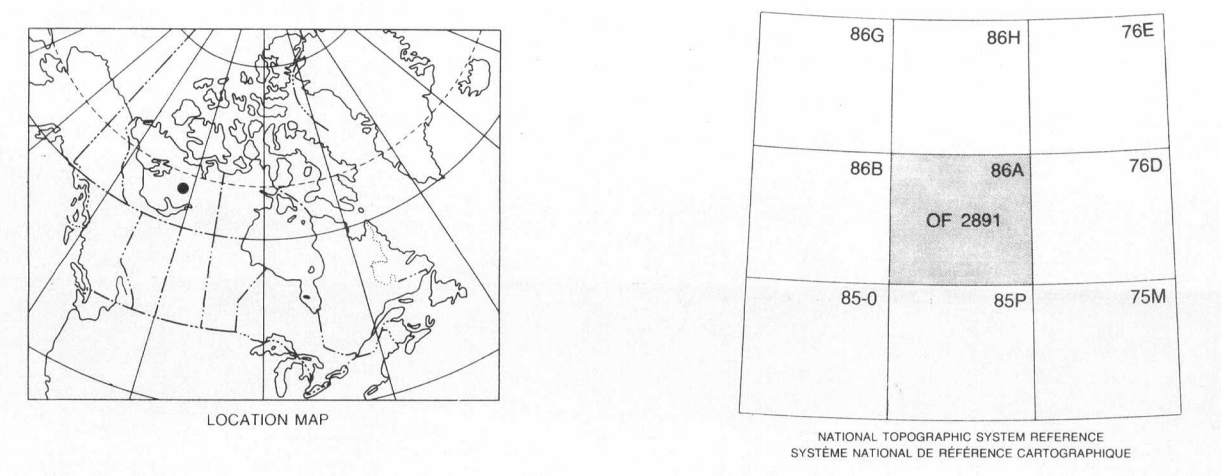 LOCATION MAP
86G
86H
76E
86B
86A
76D
OF 2891
85-0
85P
75M
NATIONAL TOPOGRAPHIC SYSTEM REFERENCE
SYSTÈME NATIONAL DE RÉFÉRENCE CARTOGRAPHIQUE